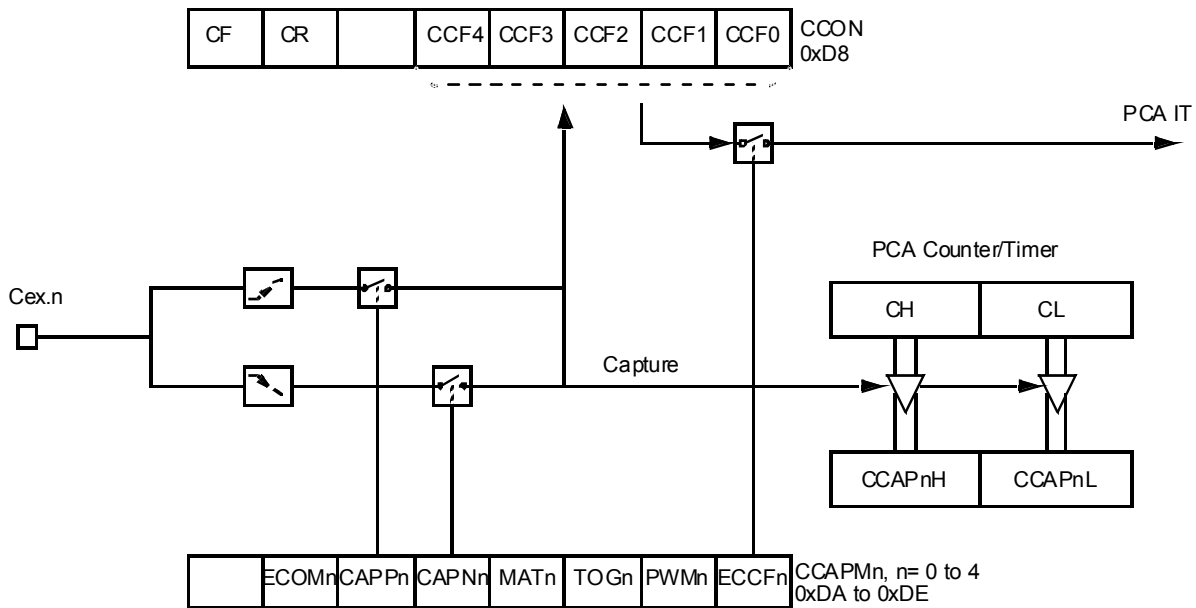 CF CR CCF4 CCF3 CCF2 CCF1 CCF0 CCON
0xD8
PCA IT
PCA Counter/Timer
Cex.n
CH CL
Capture
CCAPnH CCAPnL
ECOMn CAPPn CAPNn MATn TOGn PWMn ECCFn CCAPMn, n= 0 to 4
0xDA to 0xDE